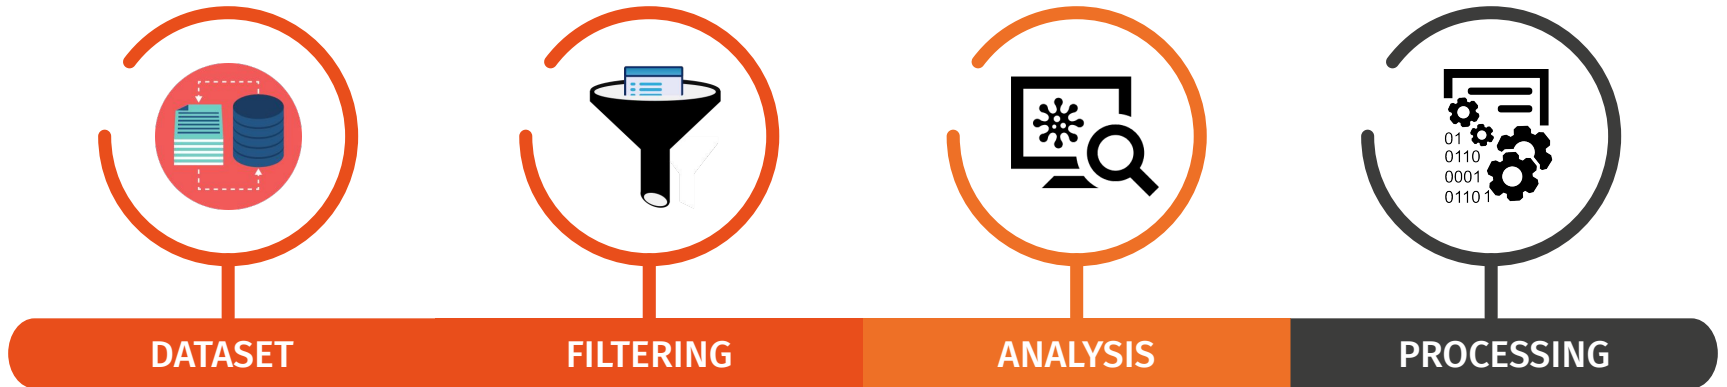 01
0110
0001
0110 1
DATASET
FILTERING
ANALYSIS
PROCESSING